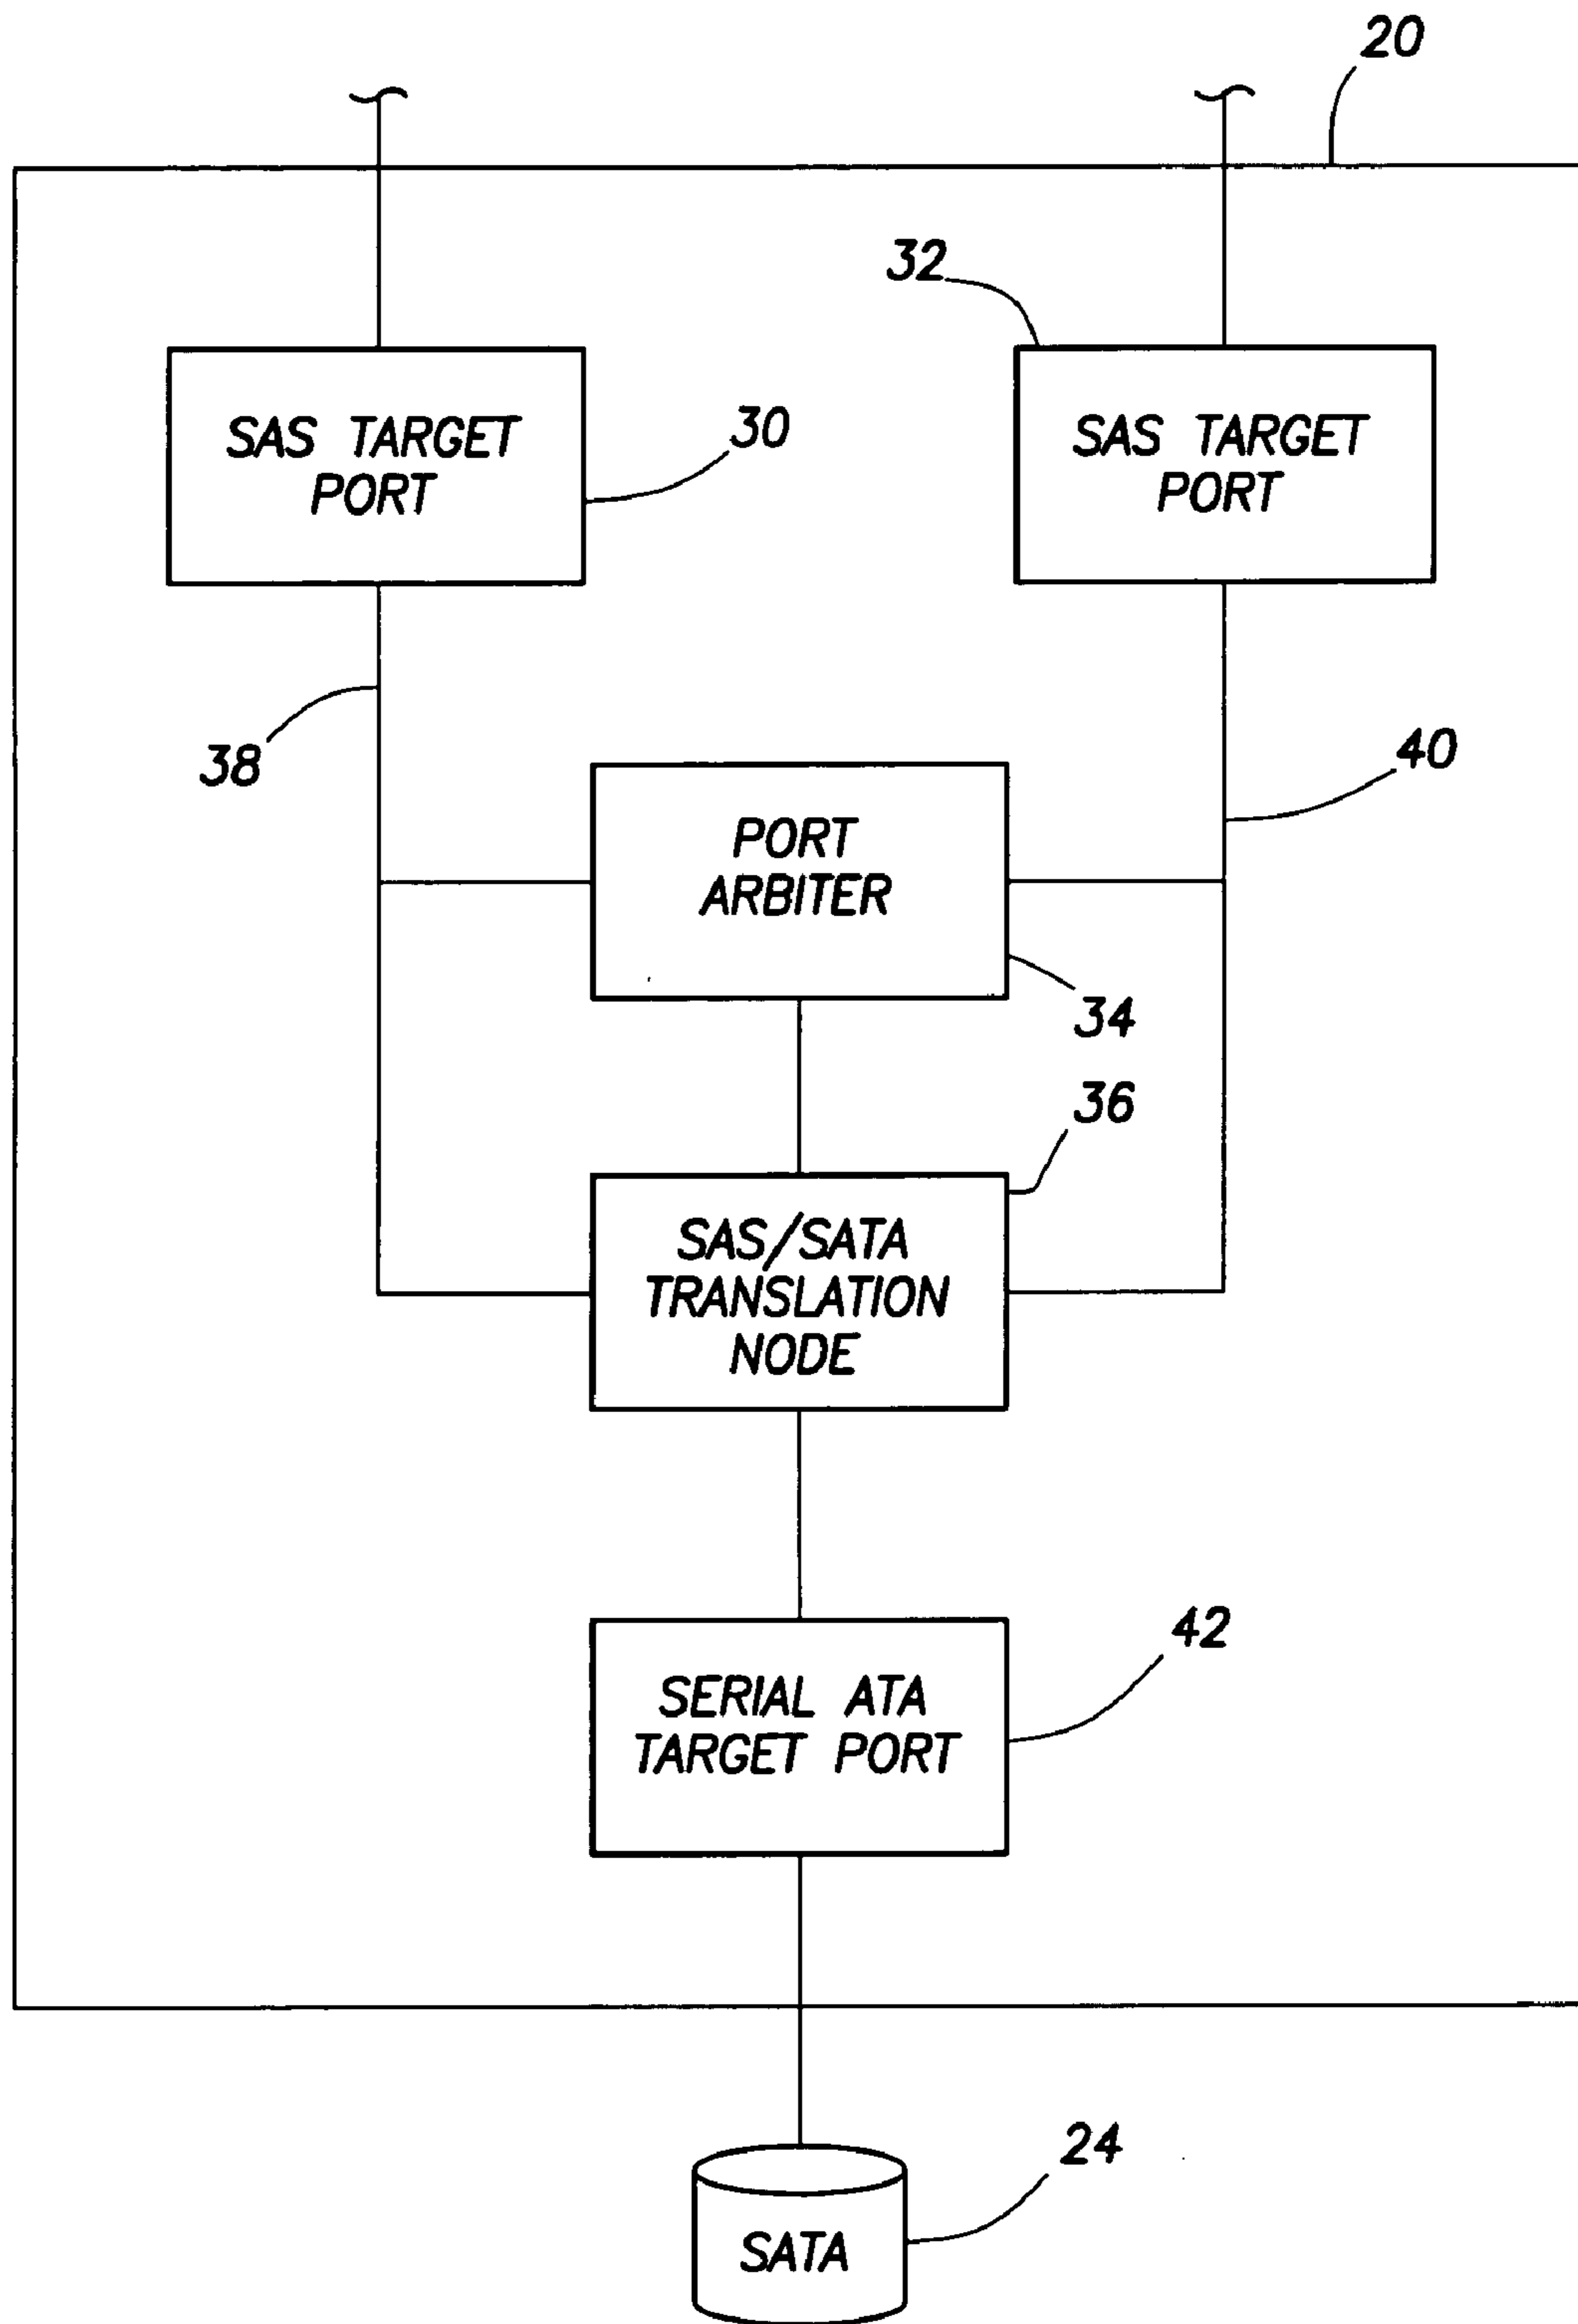 20
32
SAS TARGET
PORT
30
SAS TARGET
PORT
38
40
PORT
ARBITER
34
36
SAS/SATA
TRANSLATION
NODE
42
SERIAL ATA
TARGET PORT
24
SATA